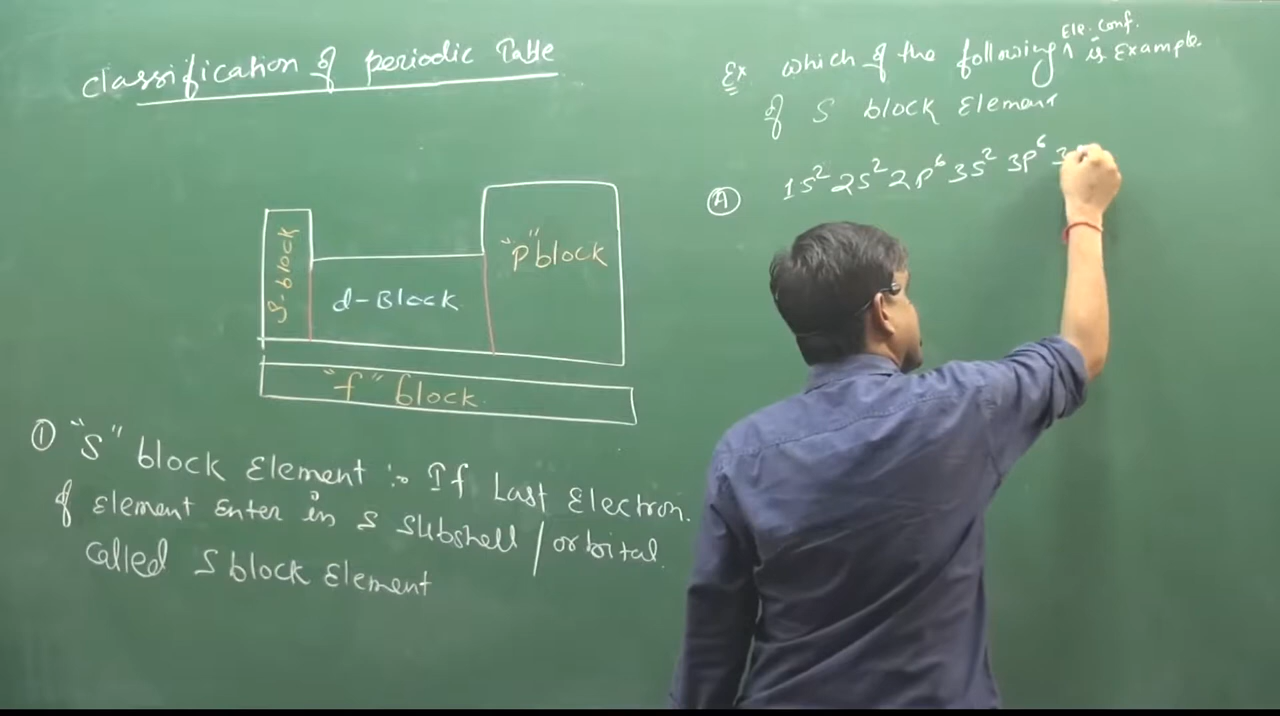 Classification of periodic Table
"S"-block
d-Block
"P" block
"f" block
① "S" block Element :- If Last Electron.
of Element Enter in S Subshell / orbital
called S block Element
Ex which of the following Ele. Conf. is Example
of S block Element
Ⓐ 1s² 2s² 2p⁶ 3s² 3p⁶ 3